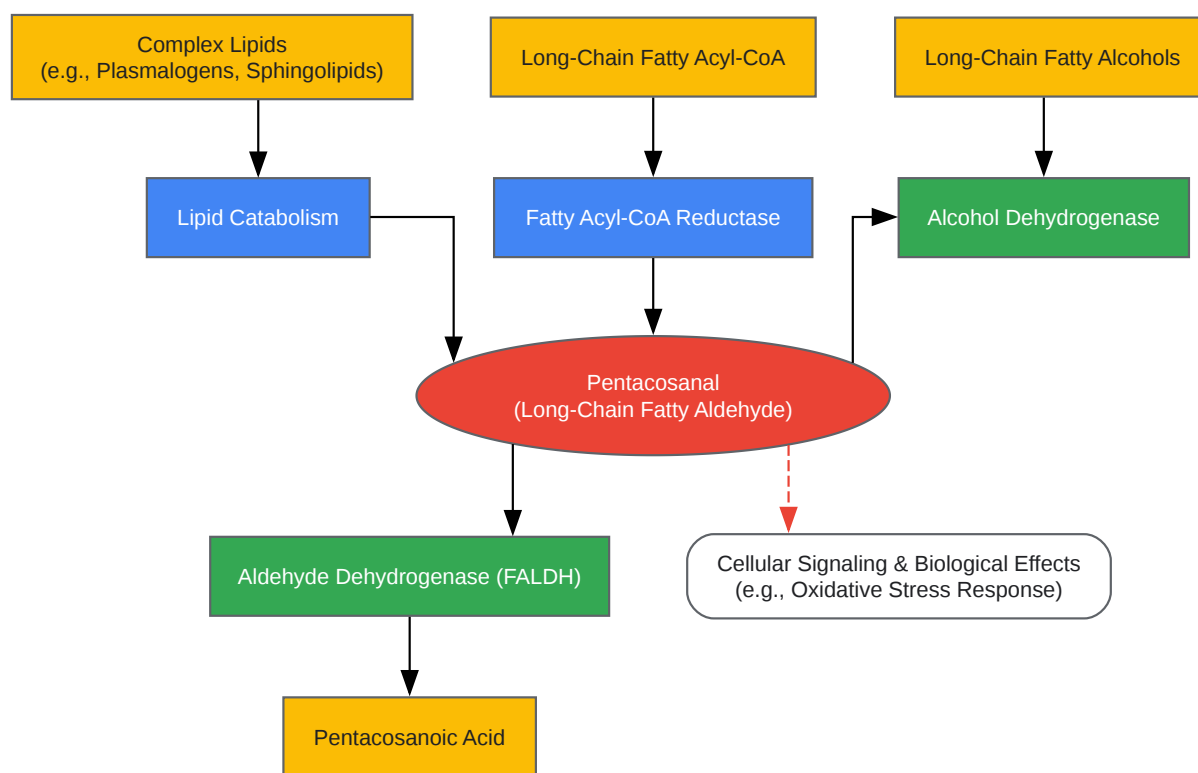 Complex Lipids
(e.g., Plasmalogens, Sphingolipids)
Long-Chain Fatty Acyl-CoA
Long-Chain Fatty Alcohols
Lipid Catabolism
Fatty Acyl-CoA Reductase
Alcohol Dehydrogenase
Pentacosanal
(Long-Chain Fatty Aldehyde)
Aldehyde Dehydrogenase (FALDH)
Cellular Signaling & Biological Effects
(e.g., Oxidative Stress Response)
Pentacosanoic Acid